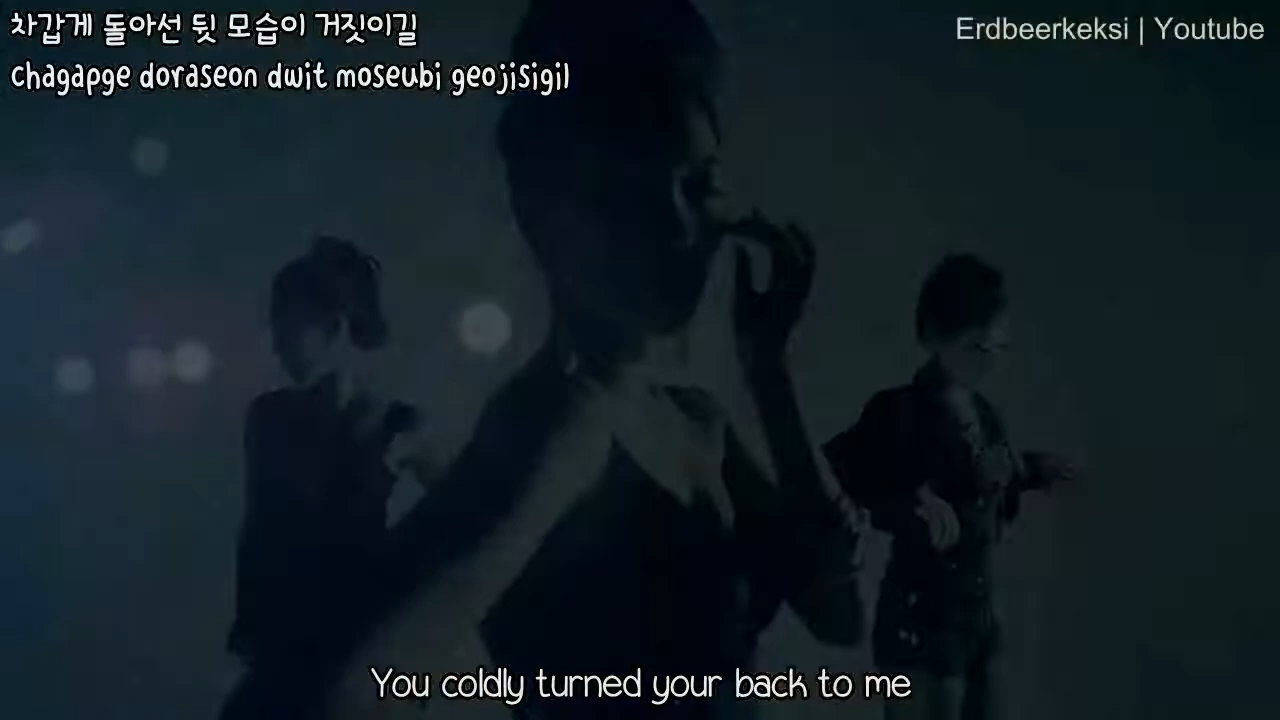 차갑게 돌아선 뒷 모습이 거짓이길
Erdbeerkeksi | Youtube
chagapge doraseon dwit moseubi geojisigil
You coldly turned your back to me